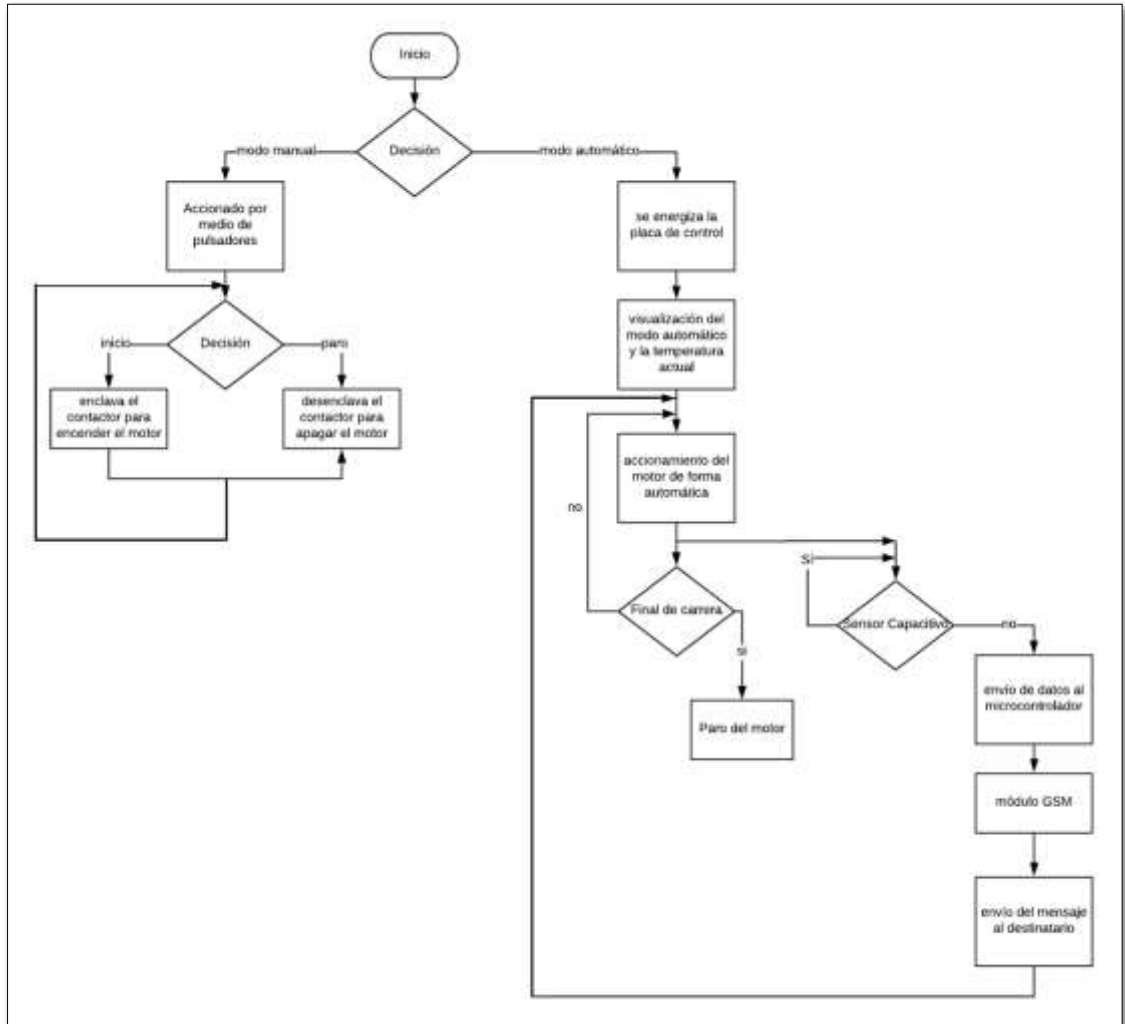 Inicio
modo manual
Decisión
modo automático
Accionado por
medio de
pulsadores
se energiza la
placa de control
visualización del
modo automático
y la temperatura
actual
inicio
Decisión
paro
enclava el
contactor para
encender el motor
desenclava el
contactor para
apagar el motor
accionamiento del
motor de forma
automática
no
Final de carrera
si
Paro del motor
Si
Sensor Capacitivo
no
envío de datos al
microcontrolador
módulo GSM
envío del mensaje
al destinatario